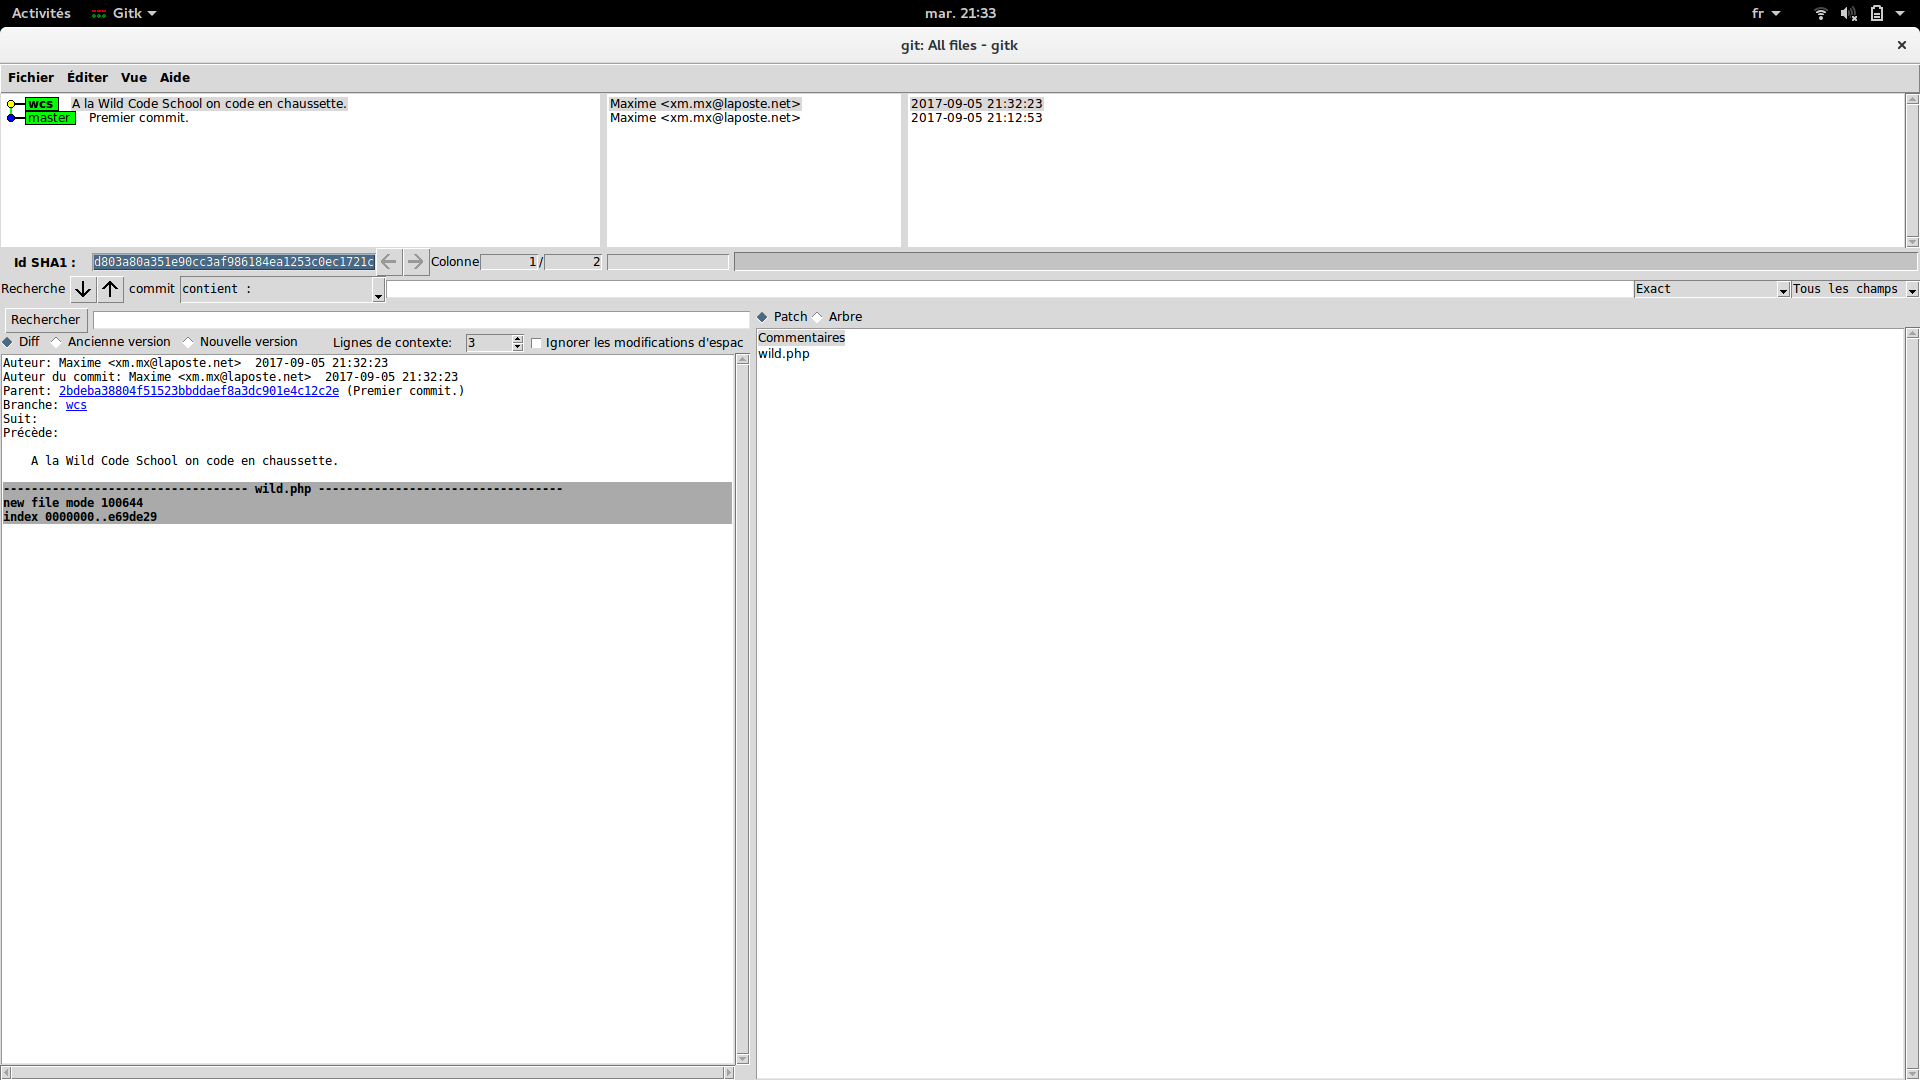 Activités Gitk mar. 21:33 fr
git: All files - gitk
Fichier Éditer Vue Aide
wcs A la Wild Code School on code en chaussette. Maxime <xm.mx@laposte.net> 2017-09-05 21:32:23
master Premier commit. Maxime <xm.mx@laposte.net> 2017-09-05 21:12:53
Id SHA1 : d803a80a351e90cc3af986184ea1253c0ec1721c Colonne 1 / 2
Recherche commit contient : Exact Tous les champs
Rechercher
Patch Arbre
Diff Ancienne version Nouvelle version Lignes de contexte: 3 Ignorer les modifications d'espac
Commentaires
wild.php
Auteur: Maxime <xm.mx@laposte.net> 2017-09-05 21:32:23
Auteur du commit: Maxime <xm.mx@laposte.net> 2017-09-05 21:32:23
Parent: 2bdeba38804f51523bbddaef8a3dc901e4c12c2e (Premier commit.)
Branche: wcs
Suit:
Précède:
A la Wild Code School on code en chaussette.
----------------------------------- wild.php -----------------------------------
new file mode 100644
index 0000000..e69de29